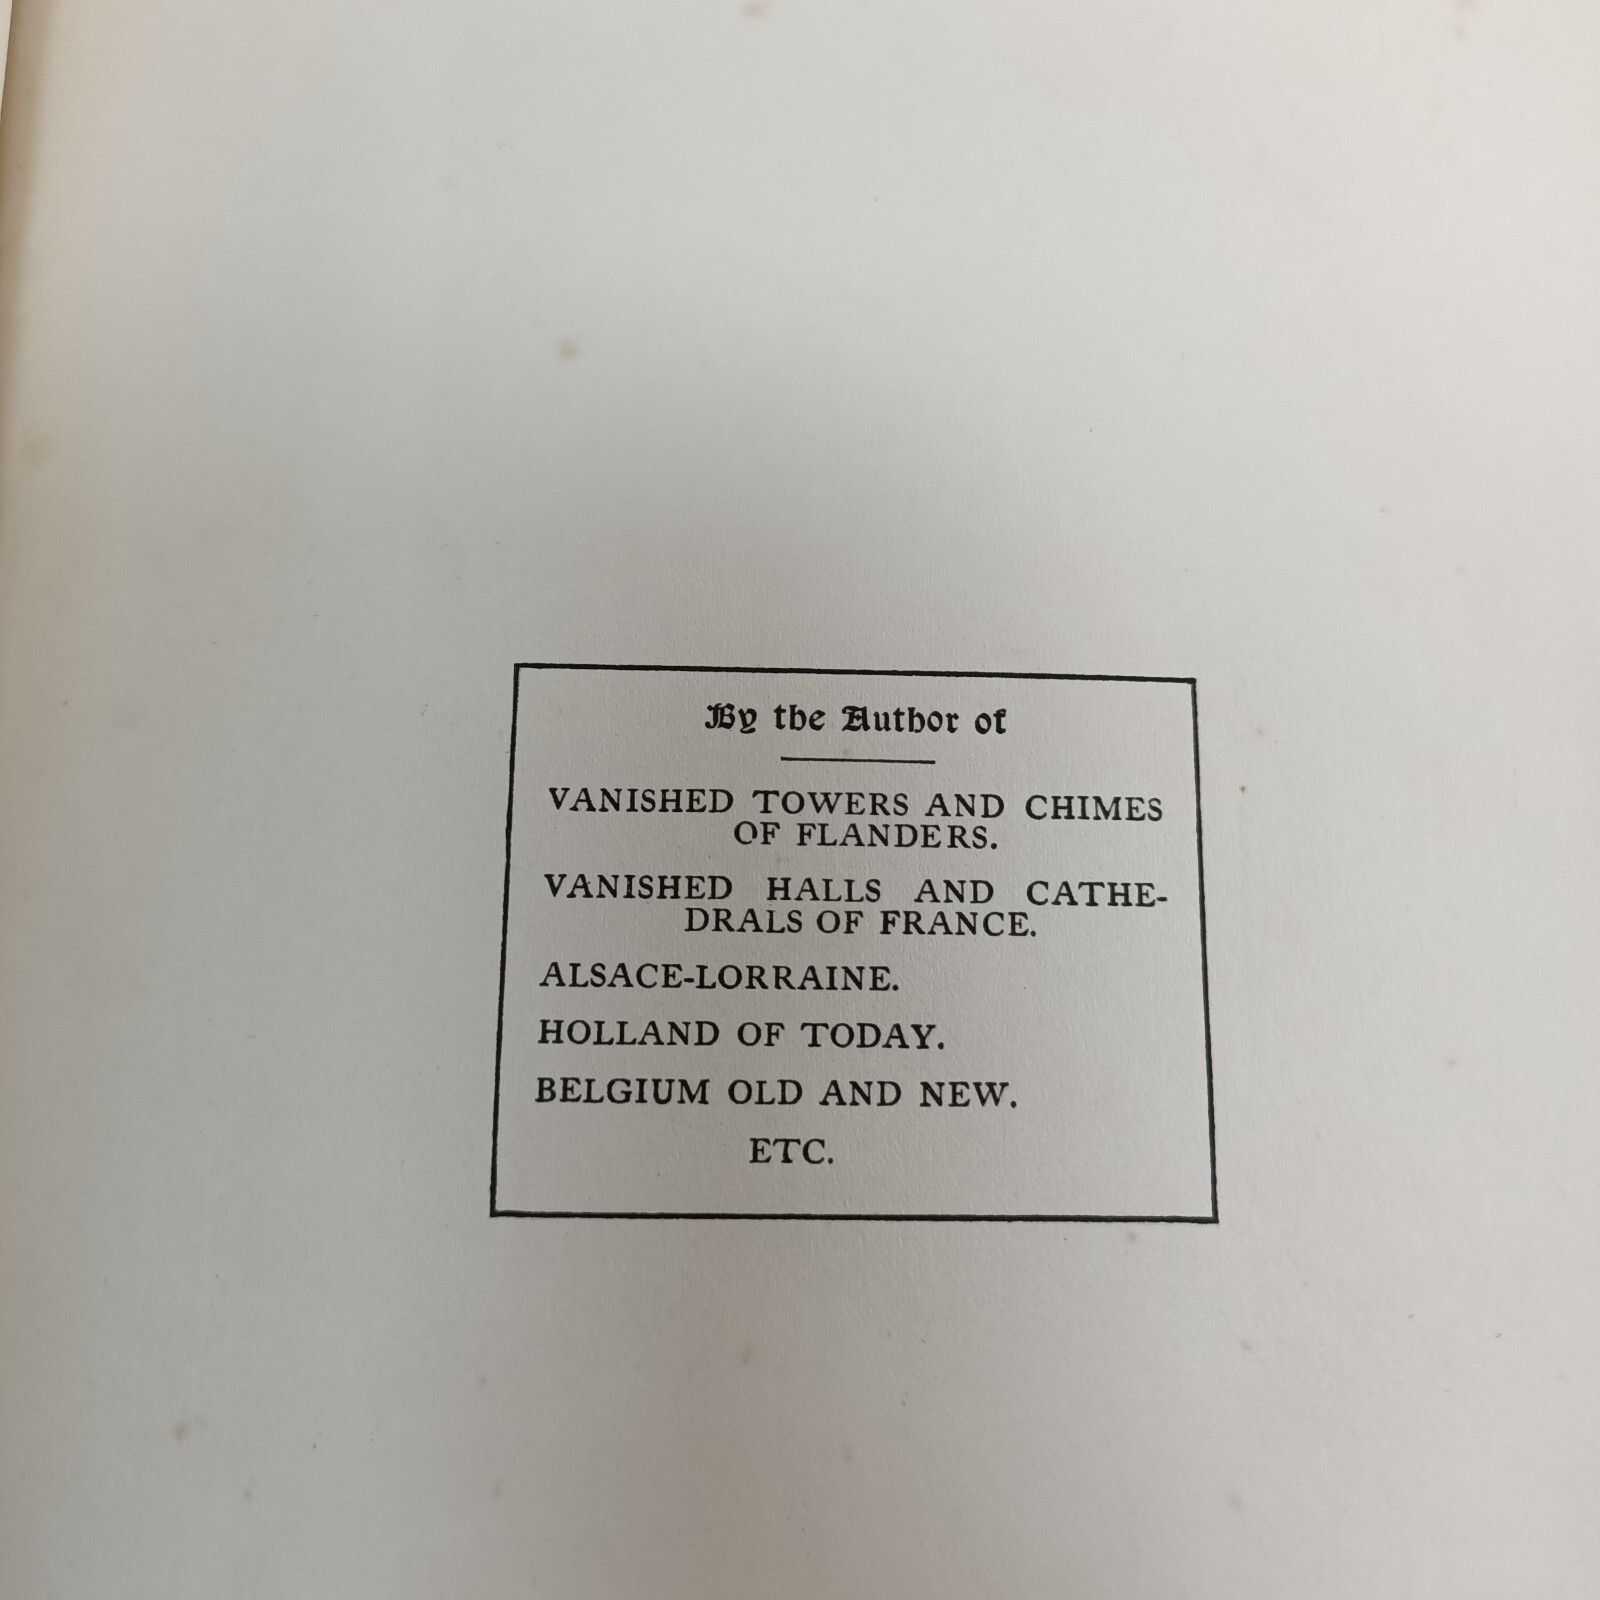 By the Author of
VANISHED TOWERS AND CHIMES
OF FLANDERS.
VANISHED HALLS AND CATHE-
DRALS OF FRANCE.
ALSACE-LORRAINE.
HOLLAND OF TODAY.
BELGIUM OLD AND NEW.
ETC.